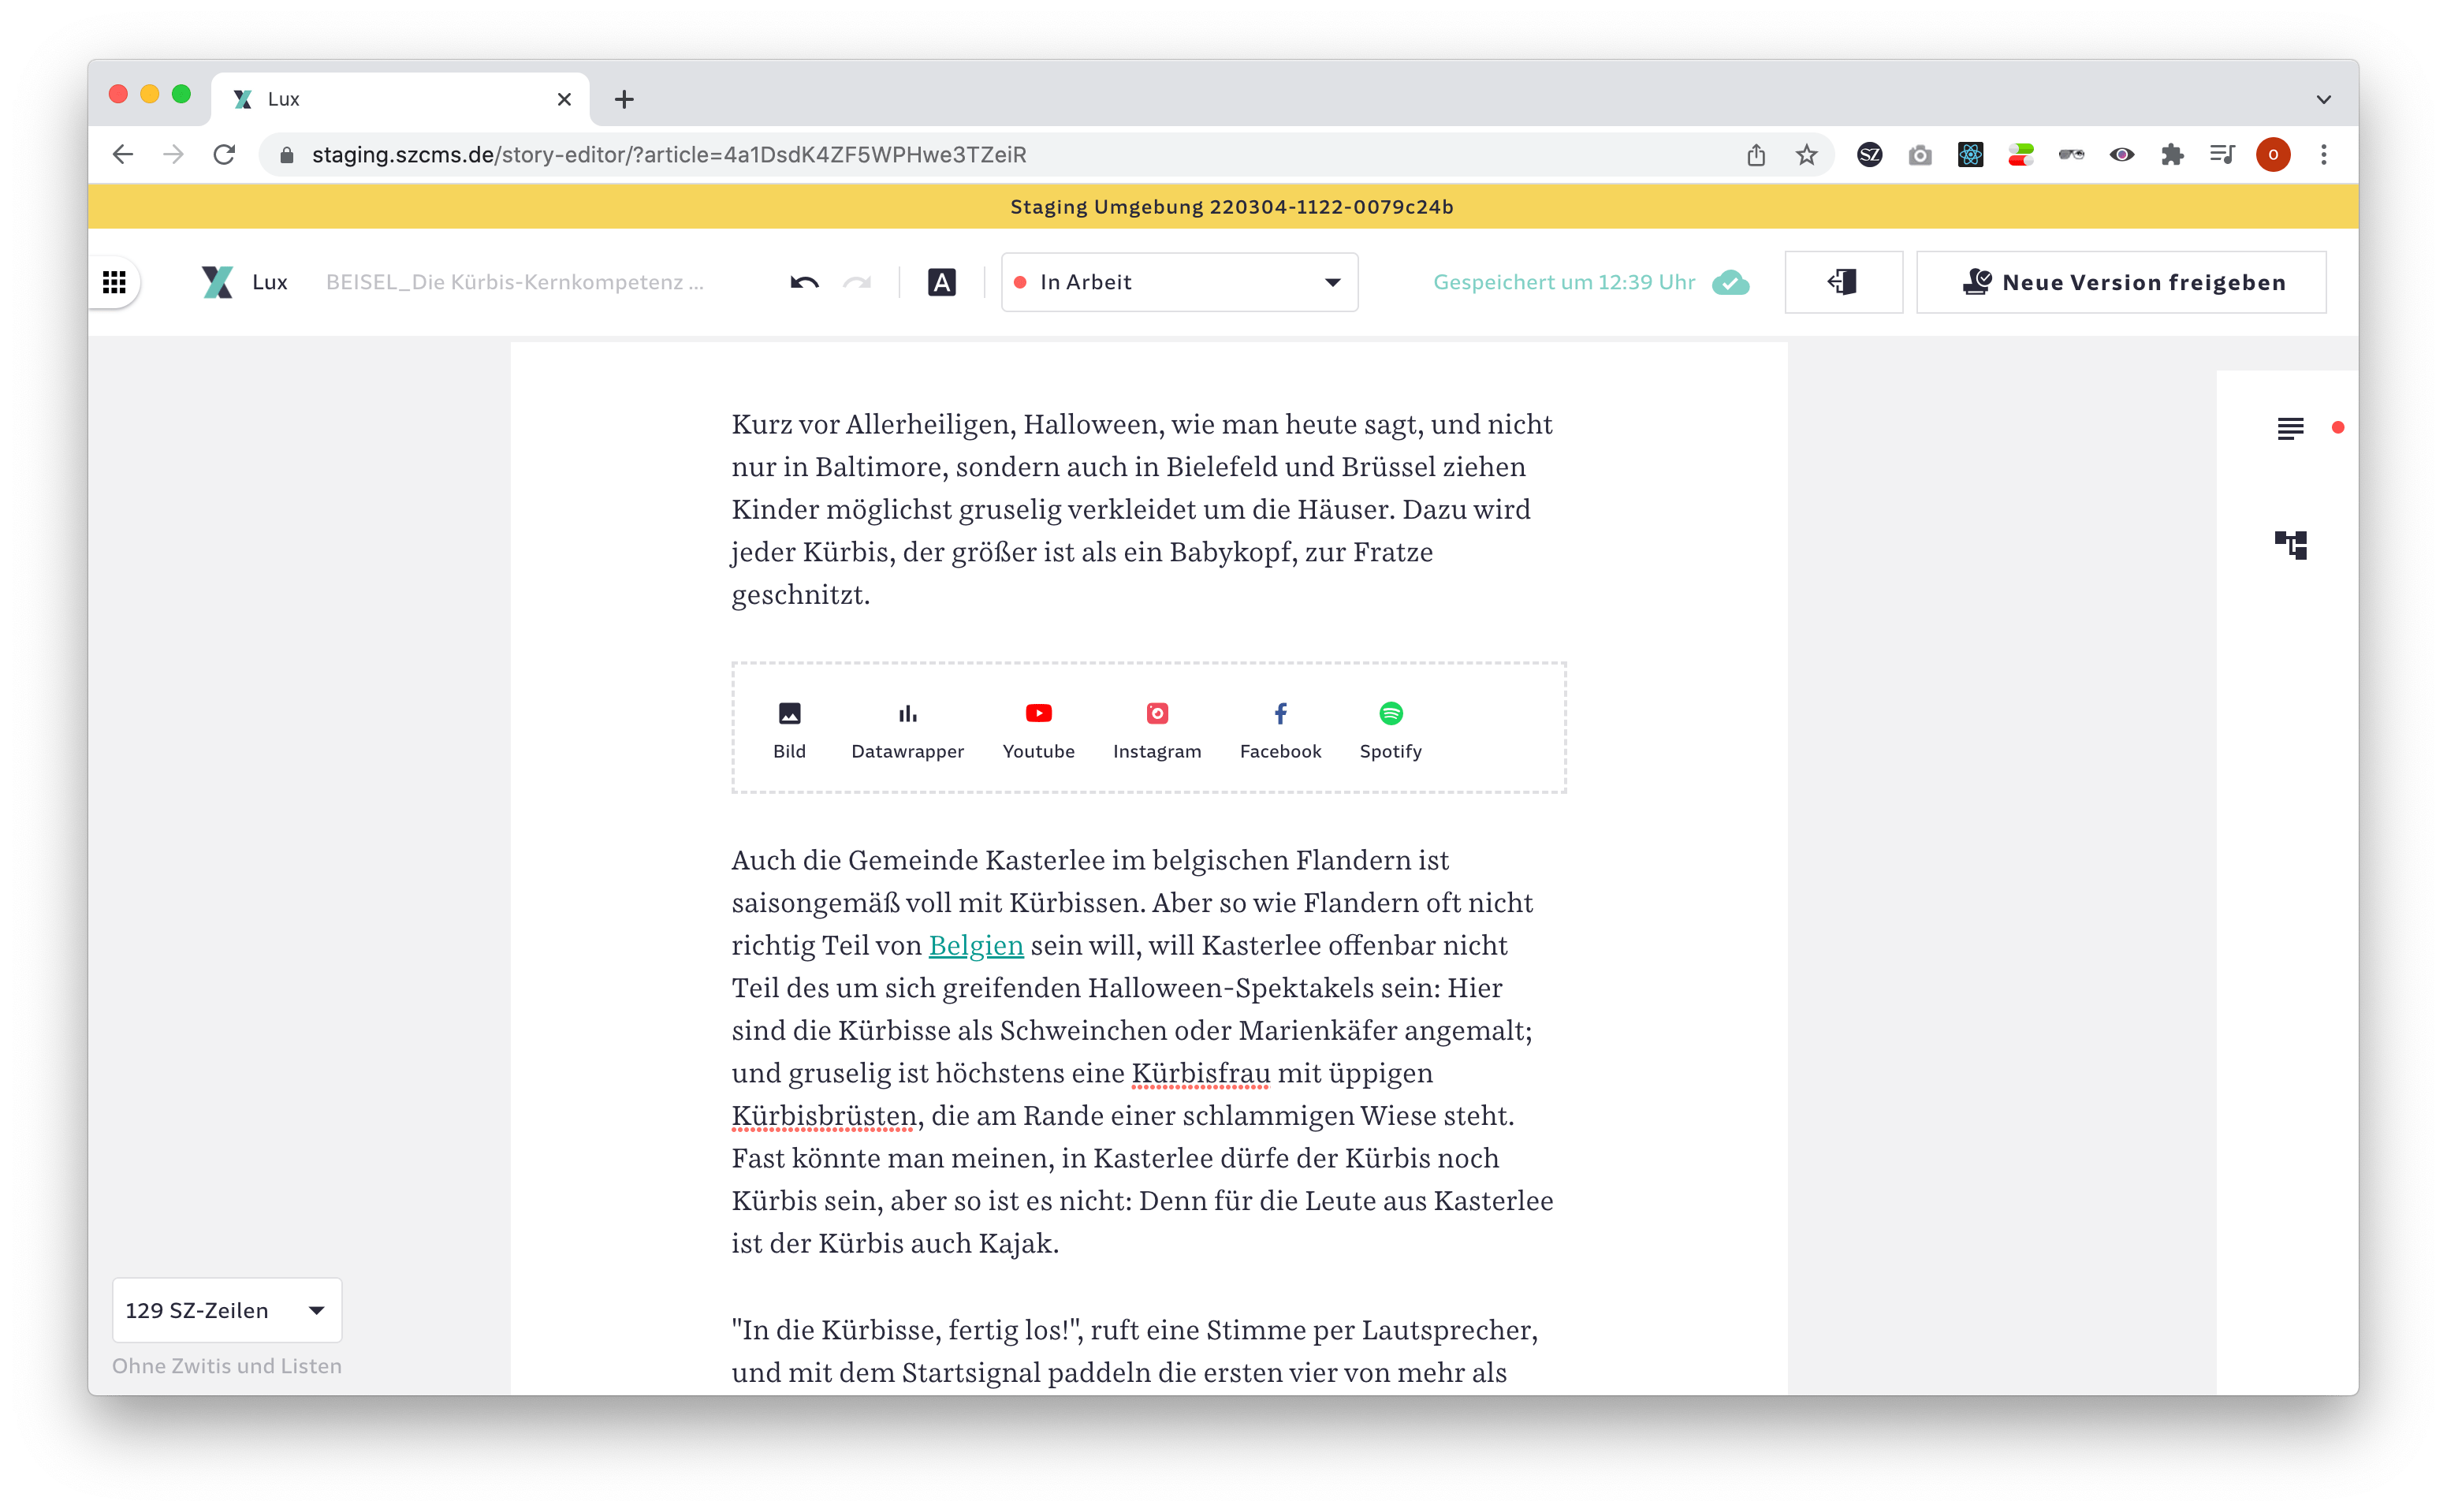 Lux
staging.szcms.de/story-editor/?article=4a1DsdK4ZF5WPHwe3TZeiR
SZ
O
Staging Umgebung 220304-1122-0079c24b
Lux
BEISEL_Die Kürbis-Kernkompetenz ...
A
In Arbeit
Gespeichert um 12:39 Uhr
Neue Version freigeben
Kurz vor Allerheiligen, Halloween, wie man heute sagt, und nicht
nur in Baltimore, sondern auch in Bielefeld und Brüssel ziehen
Kinder möglichst gruselig verkleidet um die Häuser. Dazu wird
jeder Kürbis, der größer ist als ein Babykopf, zur Fratze
geschnitzt.
Bild
Datawrapper
Youtube
Instagram
Facebook
Spotify
Auch die Gemeinde Kasterlee im belgischen Flandern ist
saisongemäß voll mit Kürbissen. Aber so wie Flandern oft nicht
richtig Teil von Belgien sein will, will Kasterlee offenbar nicht
Teil des um sich greifenden Halloween-Spektakels sein: Hier
sind die Kürbisse als Schweinchen oder Marienkäfer angemalt;
und gruselig ist höchstens eine Kürbisfrau mit üppigen
Kürbisbrüsten, die am Rande einer schlammigen Wiese steht.
Fast könnte man meinen, in Kasterlee dürfe der Kürbis noch
Kürbis sein, aber so ist es nicht: Denn für die Leute aus Kasterlee
ist der Kürbis auch Kajak.
"In die Kürbisse, fertig los!", ruft eine Stimme per Lautsprecher,
und mit dem Startsignal paddeln die ersten vier von mehr als
129 SZ-Zeilen
Ohne Zwitis und Listen